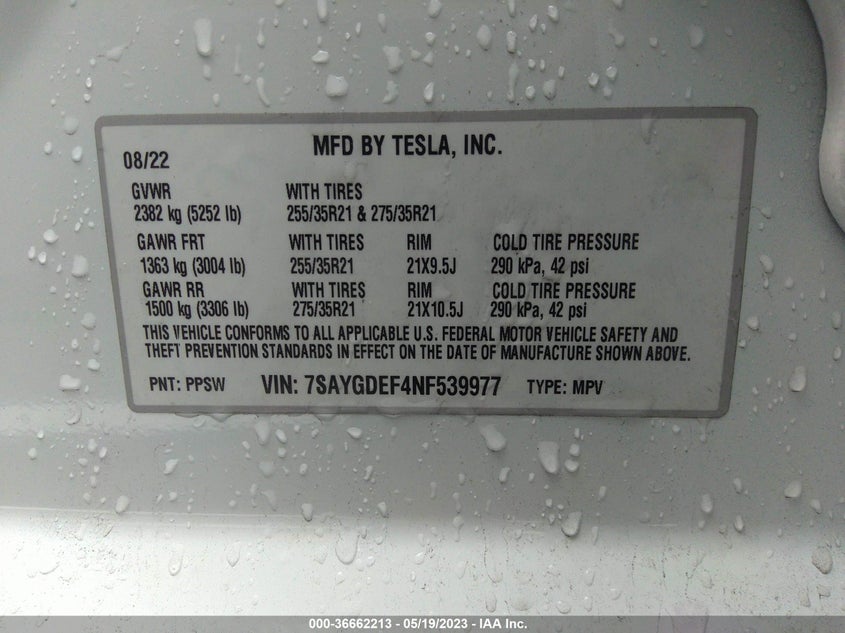 08/22 MFD BY TESLA, INC.
GVWR WITH TIRES
2382 kg (5252 lb) 255/35R21 & 275/35R21
GAWR FRT WITH TIRES RIM COLD TIRE PRESSURE
1363 kg (3004 lb) 255/35R21 21X9.5J 290 kPa, 42 psi
GAWR RR WITH TIRES RIM COLD TIRE PRESSURE
1500 kg (3306 lb) 275/35R21 21X10.5J 290 kPa, 42 psi
THIS VEHICLE CONFORMS TO ALL APPLICABLE U.S. FEDERAL MOTOR VEHICLE SAFETY AND
THEFT PREVENTION STANDARDS IN EFFECT ON THE DATE OF MANUFACTURE SHOWN ABOVE.
PNT: PPSW VIN: 7SAYGDEF4NF539977 TYPE: MPV
000-36662213 - 05/19/2023 - IAA Inc.